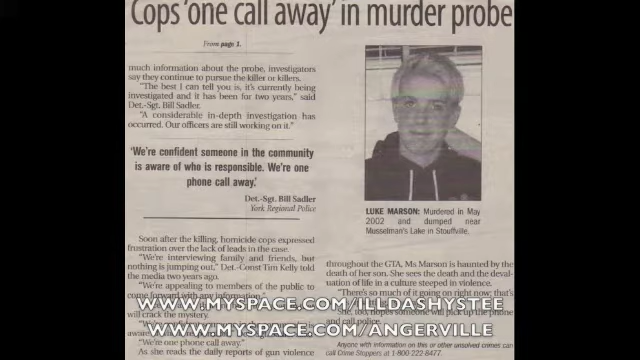 Cops 'one call away' in murder probe
From page 1.
much information about the probe, investigators
say they continue to pursue the killer or killers.
"The best I can tell you is, it's currently being
investigated and it has been for two years," said
Det.-Sgt. Bill Sadler.
"A considerable in-depth investigation has
occurred. Our officers are still working on it."
'We're confident someone in the community
is aware of who is responsible. We're one
phone call away.'
Det.-Sgt. Bill Sadler
York Regional Police
Soon after the killing, homicide cops expressed
frustration over the lack of leads in the case.
"We're interviewing family and friends, but
nothing is jumping out," Det.-Const Tim Kelly told
the media two years ago.
"We're appealing to members of the public to
come forward with any information
will crack the mystery.
"We're one phone call away."
As she reads the daily reports of gun violence
LUKE MARSON: Murdered in May
2002 and dumped near
Musselman's Lake in Stouffville.
throughout the GTA, Ms Marson is haunted by the
death of her son. She sees the death and the deval-
uation of life in a culture steeped in violence.
"There's so much of it going on right now; that's
She, too, hopes someone will pick up the phone
and call police.
Anyone with information on this or other unsolved crimes can
call Crime Stoppers at 1-800 222-8477.
WWW.MYSPACE.COM/ILLDASHYSTEE
WWW.MYSPACE.COM/ANGERVILLE